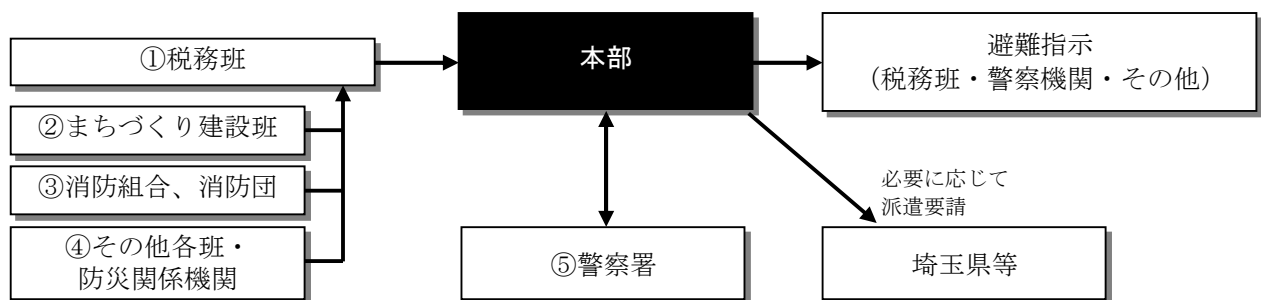 ①税務班
②まちづくり建設班
③消防組合、消防団
④その他各班・
防災関係機関
本部
⑤警察署
避難指示
（税務班・警察機関・その他）
必要に応じて
派遣要請
埼玉県等